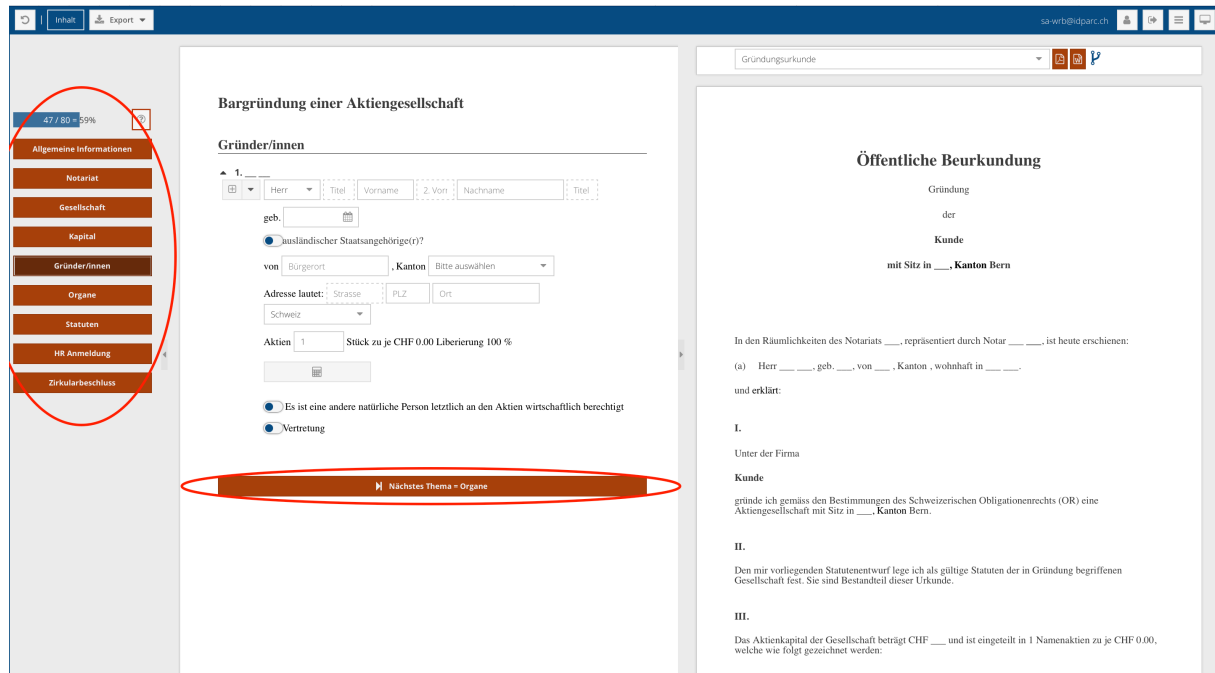 Inhalt
Export
sa-wrb@idparc.ch
47 / 80 = 59%
Allgemeine Informationen
Notariat
Gesellschaft
Kapital
Gründer/innen
Organe
Statuten
HR Anmeldung
Zirkularbeschluss
Bargründung einer Aktiengesellschaft
Gründer/innen
1. __ __
Herr Titel Vorname 2. Vorn Nachname Titel
geb.
ausländischer Staatsangehörige(r)?
von Bürgerort , Kanton Bitte auswählen
Adresse lautet: Strasse PLZ Ort
Schweiz
Aktien 1 Stück zu je CHF 0.00 Liberierung 100 %
Es ist eine andere natürliche Person letztlich an den Aktien wirtschaftlich berechtigt
Vertretung
Nächstes Thema = Organe
Gründungsurkunde
Öffentliche Beurkundung
Gründung
der
Kunde
mit Sitz in ___, Kanton Bern
In den Räumlichkeiten des Notariats ___, repräsentiert durch Notar ___ ___, ist heute erschienen:
(a) Herr ___ ___, geb. ___, von ___ , Kanton , wohnhaft in ___ ___.
und erklärt:
I.
Unter der Firma
Kunde
gründe ich gemäss den Bestimmungen des Schweizerischen Obligationenrechts (OR) eine
Aktiengesellschaft mit Sitz in ___, Kanton Bern.
II.
Den mir vorliegenden Statutenentwurf lege ich als gültige Statuten der in Gründung begriffenen
Gesellschaft fest. Sie sind Bestandteil dieser Urkunde.
III.
Das Aktienkapital der Gesellschaft beträgt CHF ___ und ist eingeteilt in 1 Namenaktien zu je CHF 0.00,
welche wie folgt gezeichnet werden: